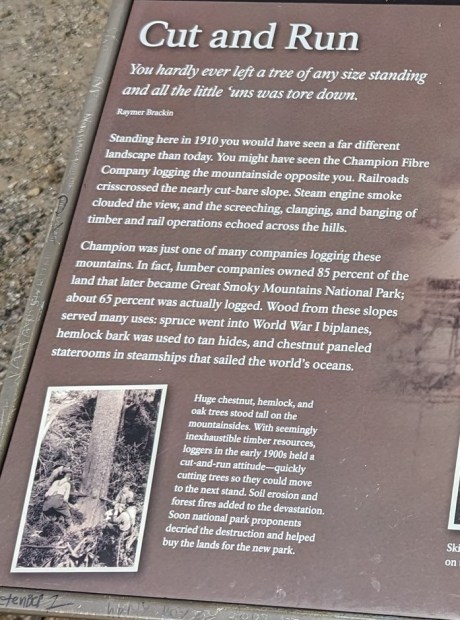 Cut and Run
You hardly ever left a tree of any size standing
and all the little ‘uns was tore down.
Raymer Brackin
Standing here in 1910 you would have seen a far different
landscape than today. You might have seen the Champion Fibre
Company logging the mountainside opposite you. Railroads
crisscrossed the nearly cut-bare slope. Steam engine smoke
clouded the view, and the screeching, clanging, and banging of
timber and rail operations echoed across the hills.
Champion was just one of many companies logging these
mountains. In fact, lumber companies owned 85 percent of the
land that later became Great Smoky Mountains National Park;
about 65 percent was actually logged. Wood from these slopes
served many uses: spruce went into World War I biplanes,
hemlock bark was used to tan hides, and chestnut paneled
staterooms in steamships that sailed the world's oceans.
Huge chestnut, hemlock, and
oak trees stood tall on the
mountainsides. With seemingly
inexhaustible timber resources,
loggers in the early 1900s held a
cut-and-run attitude—quickly
cutting trees so they could move
to the next stand. Soil erosion and
forest fires added to the devastation.
Soon national park proponents
decried the destruction and helped
buy the lands for the new park.
Ski
on